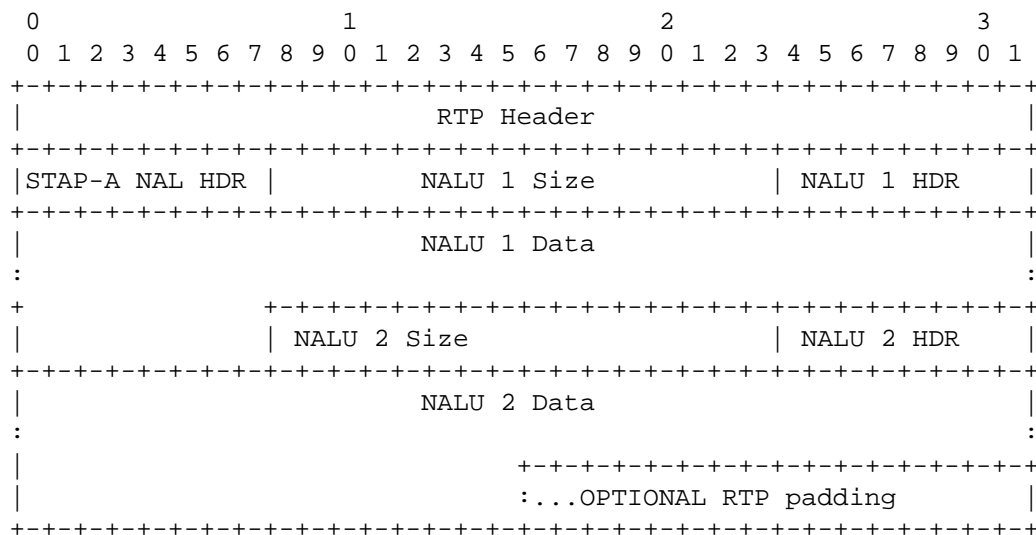 0                   1                   2                   3
 0 1 2 3 4 5 6 7 8 9 0 1 2 3 4 5 6 7 8 9 0 1 2 3 4 5 6 7 8 9 0 1
+-+-+-+-+-+-+-+-+-+-+-+-+-+-+-+-+-+-+-+-+-+-+-+-+-+-+-+-+-+-+-+-+
|                          RTP Header                           |
+-+-+-+-+-+-+-+-+-+-+-+-+-+-+-+-+-+-+-+-+-+-+-+-+-+-+-+-+-+-+-+-+
|STAP-A NAL HDR |         NALU 1 Size           | NALU 1 HDR    |
+-+-+-+-+-+-+-+-+-+-+-+-+-+-+-+-+-+-+-+-+-+-+-+-+-+-+-+-+-+-+-+-+
|                         NALU 1 Data                           |
:                                                               :
+               +-+-+-+-+-+-+-+-+-+-+-+-+-+-+-+-+-+-+-+-+-+-+-+-+
|               | NALU 2 Size                   | NALU 2 HDR    |
+-+-+-+-+-+-+-+-+-+-+-+-+-+-+-+-+-+-+-+-+-+-+-+-+-+-+-+-+-+-+-+-+
|                         NALU 2 Data                           |
:                                                               :
|                               +-+-+-+-+-+-+-+-+-+-+-+-+-+-+-+-+
|                               :...OPTIONAL RTP padding        |
+-+-+-+-+-+-+-+-+-+-+-+-+-+-+-+-+-+-+-+-+-+-+-+-+-+-+-+-+-+-+-+-+